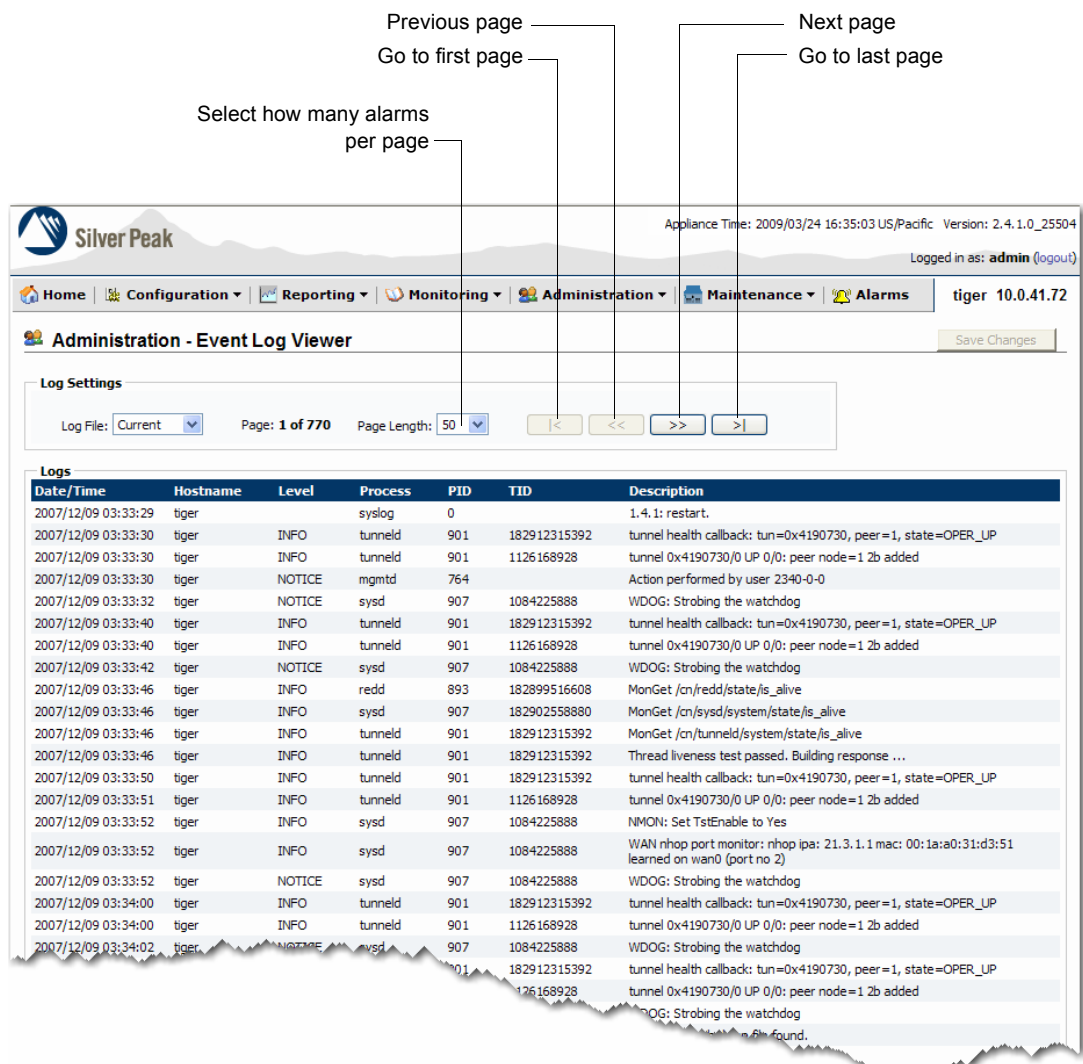 Previous page
Next page
Go to first page
Go to last page
Select how many alarms
per page
Silver Peak
Appliance Time: 2009/03/24 16:35:03 US/Pacific Version: 2.4.1.0_25504
Logged in as: admin (logout)
Home Configuration Reporting Monitoring Administration Maintenance Alarms tiger 10.0.41.72
Administration - Event Log Viewer Save Changes
Log Settings
Log File: Current Page: 1 of 770 Page Length: 50 |< << >> >|
Logs
Date/Time Hostname Level Process PID TID Description
2007/12/09 03:33:29 tiger syslog 0 1.4.1: restart.
2007/12/09 03:33:30 tiger INFO tunneld 901 182912315392 tunnel health callback: tun=0x4190730, peer=1, state=OPER_UP
2007/12/09 03:33:30 tiger INFO tunneld 901 1126168928 tunnel 0x4190730/0 UP 0/0: peer node=1 2b added
2007/12/09 03:33:30 tiger NOTICE mgmtd 764 Action performed by user 2340-0-0
2007/12/09 03:33:32 tiger NOTICE sysd 907 1084225888 WDOG: Strobing the watchdog
2007/12/09 03:33:40 tiger INFO tunneld 901 182912315392 tunnel health callback: tun=0x4190730, peer=1, state=OPER_UP
2007/12/09 03:33:40 tiger INFO tunneld 901 1126168928 tunnel 0x4190730/0 UP 0/0: peer node=1 2b added
2007/12/09 03:33:42 tiger NOTICE sysd 907 1084225888 WDOG: Strobing the watchdog
2007/12/09 03:33:46 tiger INFO redd 893 182899516608 MonGet /cn/redd/state/is_alive
2007/12/09 03:33:46 tiger INFO sysd 907 182902558880 MonGet /cn/sysd/system/state/is_alive
2007/12/09 03:33:46 tiger INFO tunneld 901 182912315392 MonGet /cn/tunneld/system/state/is_alive
2007/12/09 03:33:46 tiger INFO tunneld 901 182912315392 Thread liveness test passed. Building response ...
2007/12/09 03:33:50 tiger INFO tunneld 901 182912315392 tunnel health callback: tun=0x4190730, peer=1, state=OPER_UP
2007/12/09 03:33:51 tiger INFO tunneld 901 1126168928 tunnel 0x4190730/0 UP 0/0: peer node=1 2b added
2007/12/09 03:33:52 tiger INFO sysd 907 1084225888 NMON: Set TstEnable to Yes
2007/12/09 03:33:52 tiger INFO sysd 907 1084225888 WAN nhop port monitor: nhop ipa: 21.3.1.1 mac: 00:1a:a0:31:d3:51
learned on wan0 (port no 2)
2007/12/09 03:33:52 tiger NOTICE sysd 907 1084225888 WDOG: Strobing the watchdog
2007/12/09 03:34:00 tiger INFO tunneld 901 182912315392 tunnel health callback: tun=0x4190730, peer=1, state=OPER_UP
2007/12/09 03:34:00 tiger INFO tunneld 901 1126168928 tunnel 0x4190730/0 UP 0/0: peer node=1 2b added
2007/12/09 03:34:02 tiger NOTICE sysd 907 1084225888 WDOG: Strobing the watchdog
901 182912315392 tunnel health callback: tun=0x4190730, peer=1, state=OPER_UP
1126168928 tunnel 0x4190730/0 UP 0/0: peer node=1 2b added
WDOG: Strobing the watchdog
file found.